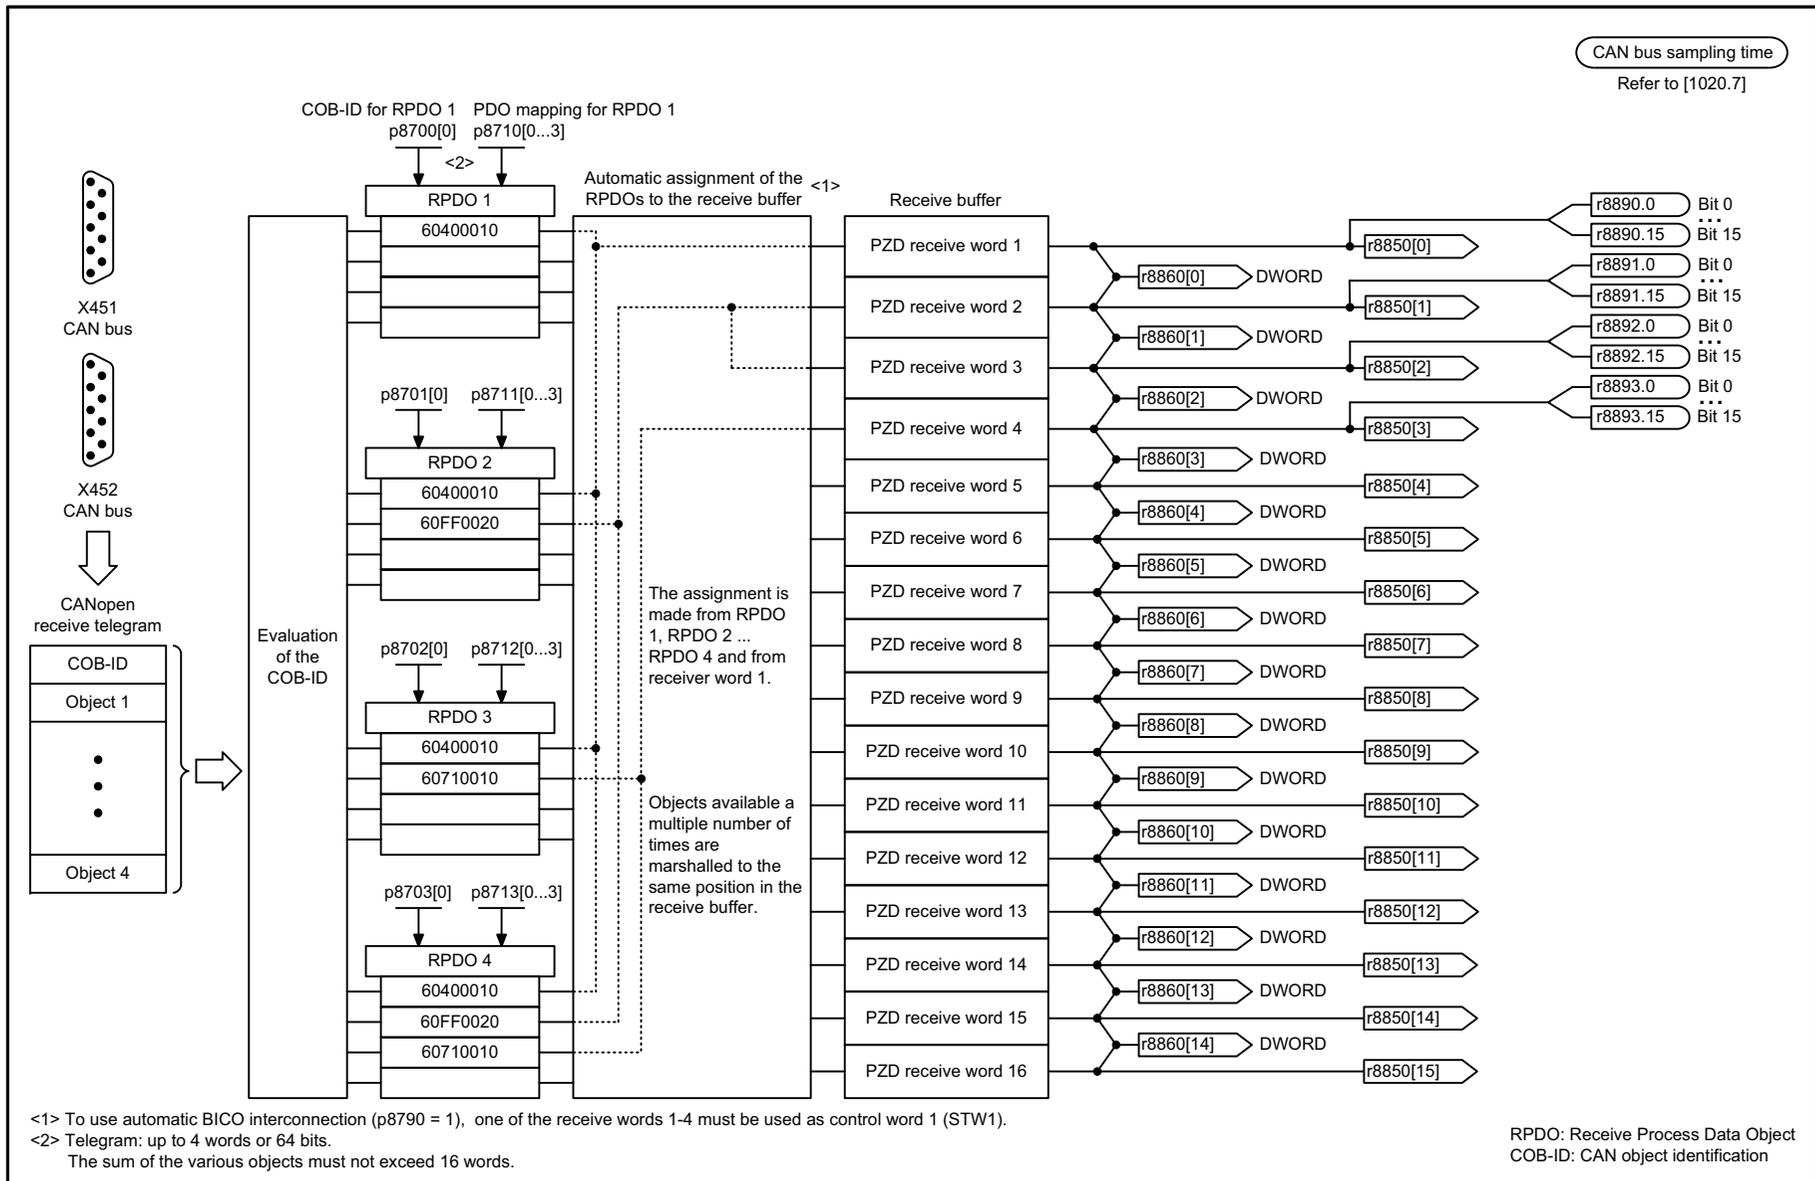 CAN bus sampling time
Refer to [1020.7]
COB-ID for RPDO 1
p8700[0]
PDO mapping for RPDO 1
p8710[0...3]
<2>
X451
CAN bus
X452
CAN bus
CANopen
receive telegram
COB-ID
Object 1
Object 4
Evaluation
of the
COB-ID
RPDO 1
60400010
p8701[0]
p8711[0...3]
RPDO 2
60400010
60FF0020
p8702[0]
p8712[0...3]
RPDO 3
60400010
60710010
p8703[0]
p8713[0...3]
RPDO 4
60400010
60FF0020
60710010
Automatic assignment of the
RPDOs to the receive buffer
<1>
The assignment is
made from RPDO
1, RPDO 2 ...
RPDO 4 and from
receiver word 1.
Objects available a
multiple number of
times are
marshalled to the
same position in the
receive buffer.
Receive buffer
PZD receive word 1
PZD receive word 2
PZD receive word 3
PZD receive word 4
PZD receive word 5
PZD receive word 6
PZD receive word 7
PZD receive word 8
PZD receive word 9
PZD receive word 10
PZD receive word 11
PZD receive word 12
PZD receive word 13
PZD receive word 14
PZD receive word 15
PZD receive word 16
r8860[0] DWORD
r8860[1] DWORD
r8860[2] DWORD
r8860[3] DWORD
r8860[4] DWORD
r8860[5] DWORD
r8860[6] DWORD
r8860[7] DWORD
r8860[8] DWORD
r8860[9] DWORD
r8860[10] DWORD
r8860[11] DWORD
r8860[12] DWORD
r8860[13] DWORD
r8860[14] DWORD
r8850[0]
r8850[1]
r8850[2]
r8850[3]
r8850[4]
r8850[5]
r8850[6]
r8850[7]
r8850[8]
r8850[9]
r8850[10]
r8850[11]
r8850[12]
r8850[13]
r8850[14]
r8850[15]
r8890.0 Bit 0
...
r8890.15 Bit 15
r8891.0 Bit 0
...
r8891.15 Bit 15
r8892.0 Bit 0
...
r8892.15 Bit 15
r8893.0 Bit 0
...
r8893.15 Bit 15
<1> To use automatic BICO interconnection (p8790 = 1), one of the receive words 1-4 must be used as control word 1 (STW1).
<2> Telegram: up to 4 words or 64 bits.
The sum of the various objects must not exceed 16 words.
RPDO: Receive Process Data Object
COB-ID: CAN object identification